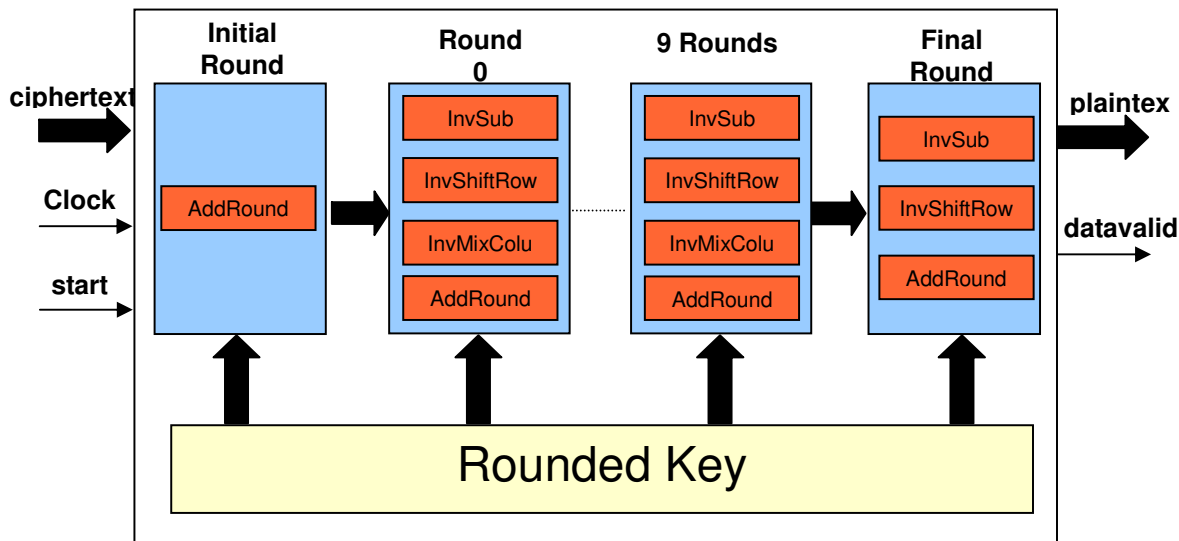 Initial
Round
Round
0
9 Rounds
Final
Round
ciphertext
Clock
start
AddRound
InvSub
InvShiftRow
InvMixColu
AddRound
InvSub
InvShiftRow
InvMixColu
AddRound
InvSub
InvShiftRow
AddRound
plaintex
datavalid
Rounded Key